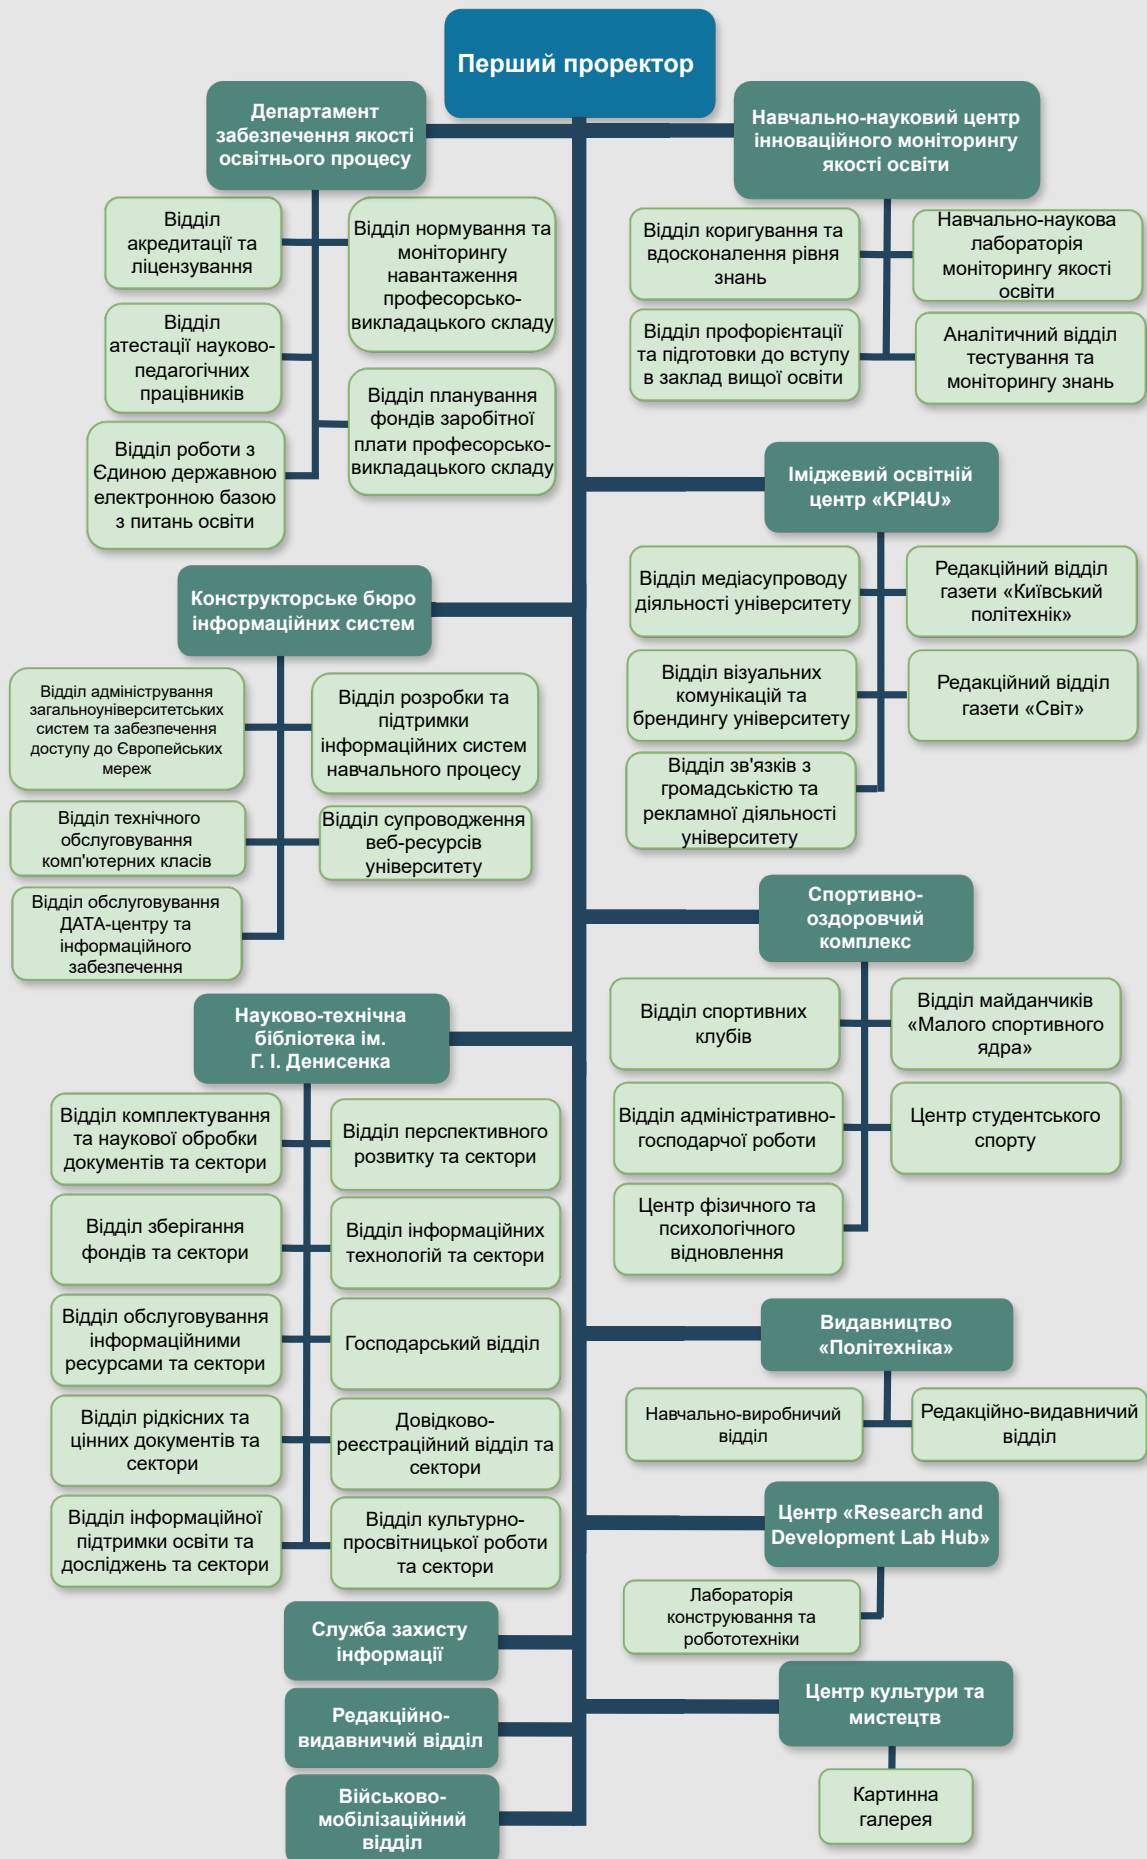 Перший проректор
Департамент
забезпечення якості
освітнього процесу
Відділ
акредитації та
ліцензування
Відділ нормування та
моніторингу
навантаження
професорсько-
викладацького складу
Відділ
атестації науково-
педагогічних
працівників
Відділ планування
фондів заробітної
плати професорсько-
викладацького складу
Відділ роботи з
Єдиною державною
електронною базою
з питань освіти
Навчально-науковий центр
інноваційного моніторингу
якості освіти
Відділ коригування та
вдосконалення рівня
знань
Навчально-наукова
лабораторія
моніторингу якості
освіти
Відділ профорієнтації
та підготовки до вступу
в заклад вищої освіти
Аналітичний відділ
тестування та
моніторингу знань
Іміджевий освітній
центр «KPI4U»
Відділ медіасупроводу
діяльності університету
Редакційний відділ
газети «Київський
політехнік»
Відділ візуальних
комунікацій та
брендингу університету
Редакційний відділ
газети «Світ»
Відділ зв'язків з
громадськістю та
рекламної діяльності
університету
Конструкторське бюро
інформаційних систем
Відділ адміністрування
загальноуніверситетських
систем та забезпечення
доступу до Європейських
мереж
Відділ розробки та
підтримки
інформаційних систем
навчального процесу
Відділ технічного
обслуговування
комп'ютерних класів
Відділ супроводження
веб-ресурсів
університету
Відділ обслуговування
ДАТА-центру та
інформаційного
забезпечення
Спортивно-
оздоровчий
комплекс
Відділ спортивних
клубів
Відділ майданчиків
«Малого спортивного
ядра»
Відділ адміністративно-
господарчої роботи
Центр студентського
спорту
Центр фізичного та
психологічного
відновлення
Науково-технічна
бібліотека ім.
Г. І. Денисенка
Відділ комплектування
та наукової обробки
документів та сектори
Відділ перспективного
розвитку та сектори
Відділ зберігання
фондів та сектори
Відділ інформаційних
технологій та сектори
Відділ обслуговування
інформаційними
ресурсами та сектори
Господарський відділ
Відділ рідкісних та
цінних документів та
сектори
Довідково-
реєстраційний відділ та
сектори
Відділ інформаційної
підтримки освіти та
досліджень та сектори
Відділ культурно-
просвітницької роботи
та сектори
Видавництво
«Політехніка»
Навчально-виробничий
відділ
Редакційно-видавничий
відділ
Центр «Research and
Development Lab Hub»
Лабораторія
конструювання та
робототехніки
Служба захисту
інформації
Редакційно-
видавничий відділ
Військово-
мобілізаційний
відділ
Центр культури та
мистецтв
Картинна
галерея